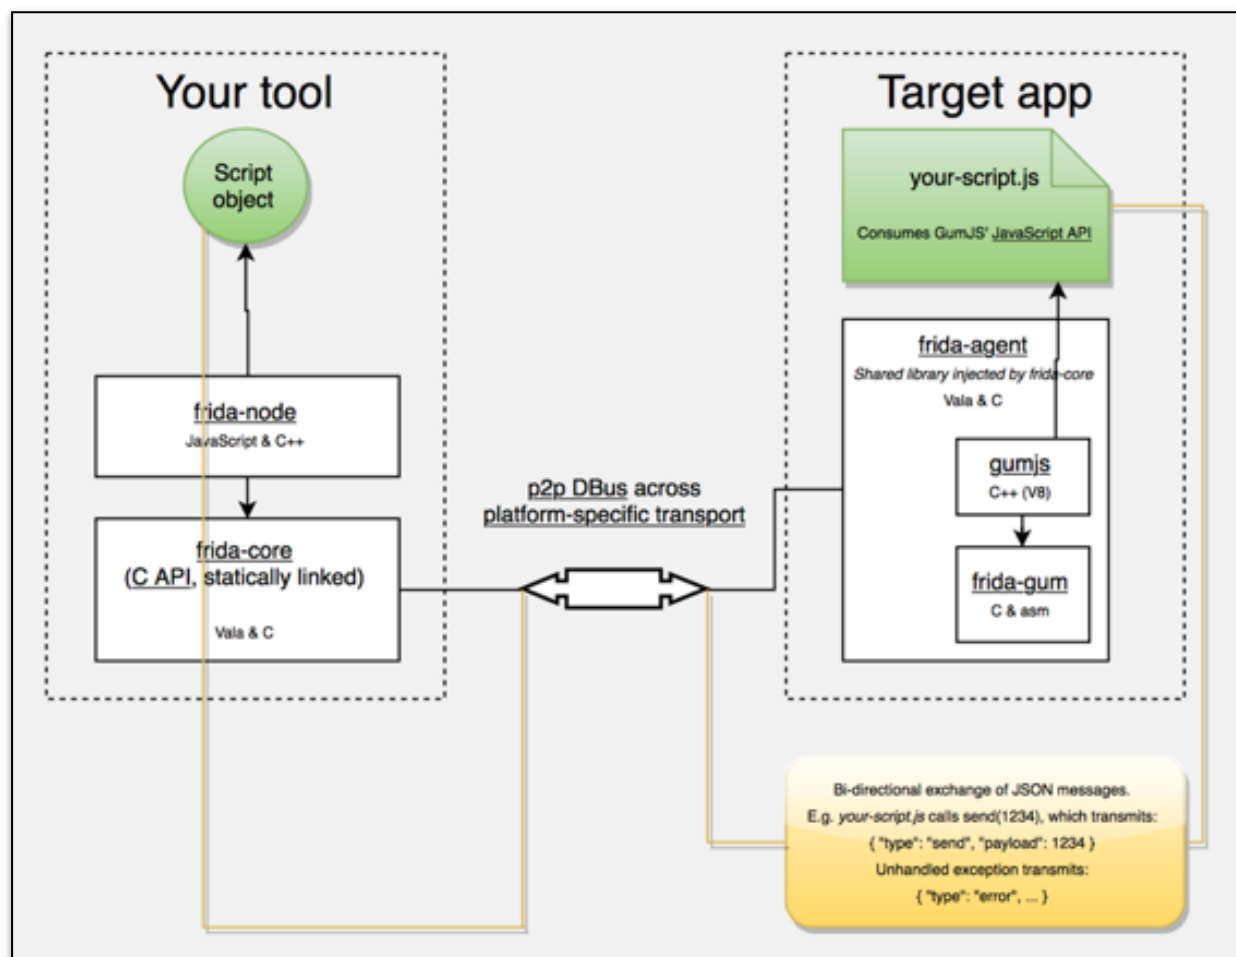 Your tool
Script
object
frida-node
JavaScript & C++
frida-core
(C API, statically linked)
Vala & C
p2p DBus across
platform-specific transport
Target app
your-script.js
Consumes GumJS' JavaScript API
frida-agent
Shared library injected by frida-core
Vala & C
gumjs
C++ (V8)
frida-gum
C & asm
Bi-directional exchange of JSON messages.
E.g. your-script.js calls send(1234), which transmits:
{ "type": "send", "payload": 1234 }
Unhandled exception transmits:
{ "type": "error", ... }